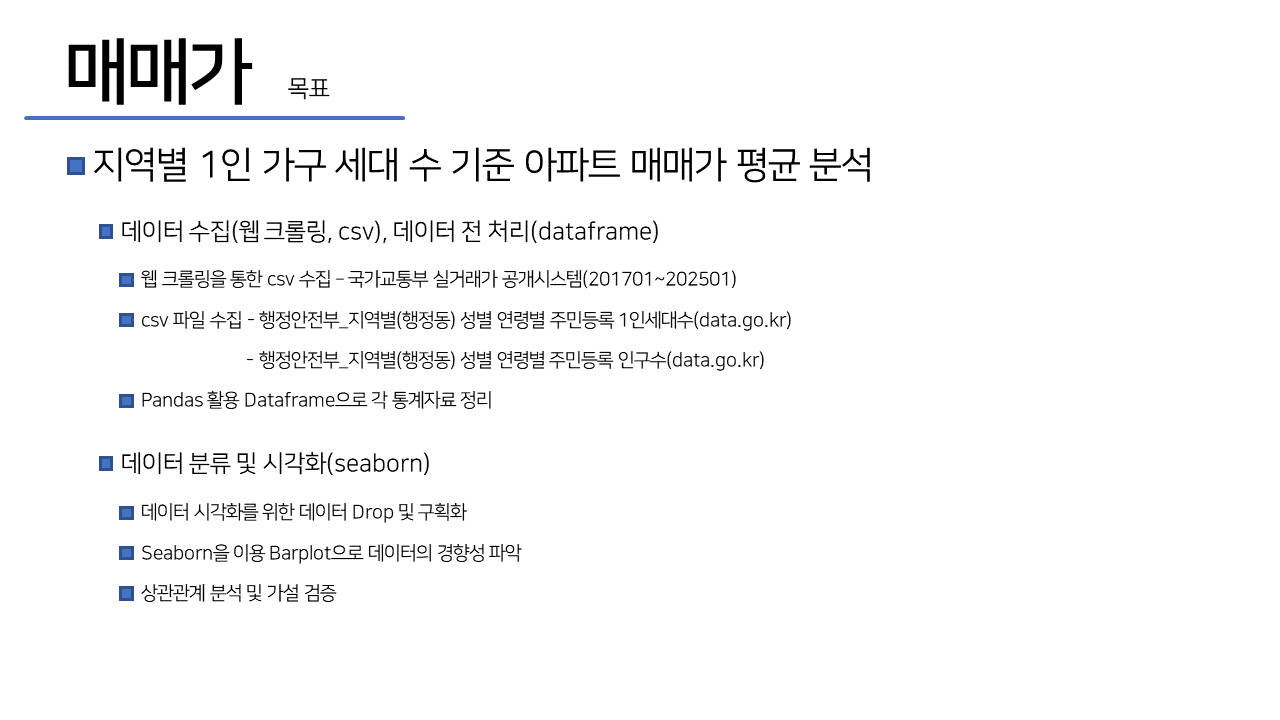 매매가 목표
지역별 1인 가구 세대 수 기준 아파트 매매가 평균 분석
데이터 수집(웹 크롤링, csv), 데이터 전 처리(dataframe)
웹 크롤링을 통한 csv 수집 – 국가교통부 실거래가 공개시스템(201701~202501)
csv 파일 수집 - 행정안전부_지역별(행정동) 성별 연령별 주민등록 1인세대수(data.go.kr)
- 행정안전부_지역별(행정동) 성별 연령별 주민등록 인구수(data.go.kr)
Pandas 활용 Dataframe으로 각 통계자료 정리
데이터 분류 및 시각화(seaborn)
데이터 시각화를 위한 데이터 Drop 및 구획화
Seaborn을 이용 Barplot으로 데이터의 경향성 파악
상관관계 분석 및 가설 검증